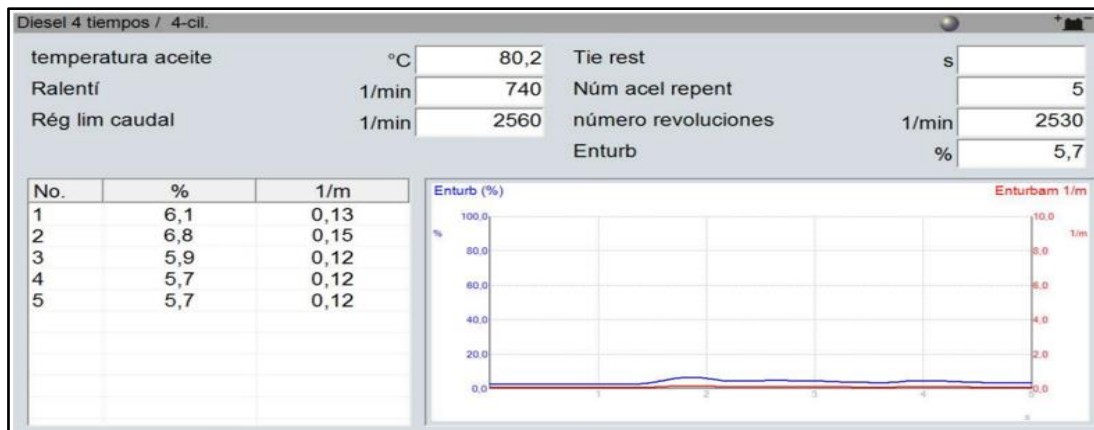 Diesel 4 tiempos / 4-cil.
temperatura aceite °C 80,2 Tie rest s
Ralentí 1/min 740 Núm acel repent 5
Rég lim caudal 1/min 2560 número revoluciones 1/min 2530
Enturb % 5,7
No. % 1/m
1 6,1 0,13
2 6,8 0,15
3 5,9 0,12
4 5,7 0,12
5 5,7 0,12
Enturb (%) Enturbam 1/m
100,0 10,0
% 1/m
80,0 8,0
60,0 6,0
40,0 4,0
20,0 2,0
0,0 0,0
1 2 3 4 5
s